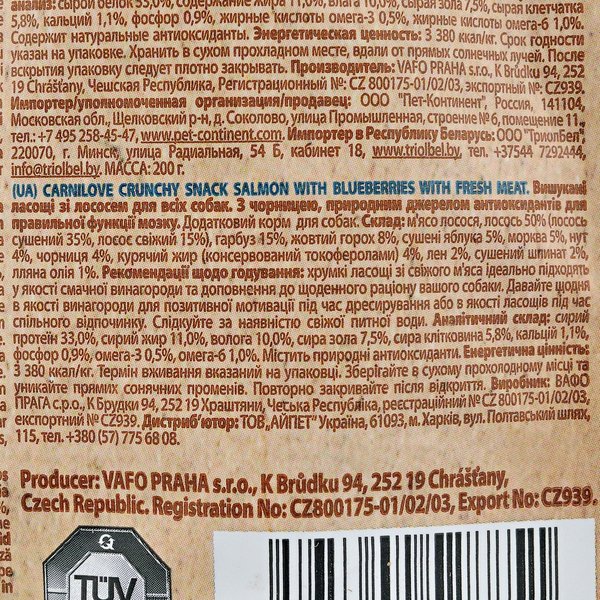 анализ: сырой белок 33,0%, содержание жира 11,0%, влага 10,0%, сырая зола 7,5%, сырая клетчатка
5,8%, кальций 1,1%, фосфор 0,9%, жирные кислоты омега-3 0,5%, жирные кислоты омега-6 1,0%.
Содержит натуральные антиоксиданты. Энергетическая ценность: 3 380 ккал/кг. Срок годности
указан на упаковке. Хранить в сухом прохладном месте, вдали от прямых солнечных лучей. После
вскрытия упаковку следует плотно закрывать. Производитель: VAFO PRAHA s.r.o., K Brůdku 94, 252
19 Chrášťany, Чешская Республика, Регистрационный №: CZ 800175-01/02/03, экспортный №: CZ939.
Импортер/уполномоченная организация/продавец: ООО "Пет-Континент", Россия, 141104,
Московская обл., Щелковский р-н, д. Соколово, улица Промышленная, строение № 6, помещение 11.,
тел.: +7 495 258-45-47, www.pet-continent.com. Импортер в Республику Беларусь: ООО"ТриолБел",
220070, г. Минск, улица Радиальная, 54 Б, кабинет 18, www.triolbel.by, тел. +37544 7292444,
info@triolbel.by. МАССА: 200 г.
(UA) CARNILOVE CRUNCHY SNACK SALMON WITH BLUEBERRIES WITH FRESH MEAT. Вишукані
ласощі зі лососем для всіх собак. З чорницею, природним джерелом антиоксидантів для
правильної функції мозку. Додатковий корм для собак. Склад: м'ясо лосося, лосось 50% (лосось
сушений 35%, лосос свіжий 15%), гарбуз 15%, жовтий горох 8%, сушені яблука 5%, морква 5%, нут
4%, чорниця 4%, курячий жир (консервований токоферолами) 4%, лен 2%, сушений шпинат 2%,
лляна олія 1%. Рекомендації щодо годування: хрумкі ласощі зі свіжого м'яса ідеально підходять
у якості смачної винагороди та доповнення до щоденного раціону вашого собаки. Давайте щодня
в якості винагороди для позитивної мотивації під час дресирування або в якості ласощів під час
спільного відпочинку. Слідкуйте за наявністю свіжої питної води. Аналітичний склад: сирий
протеїн 33,0%, сирий жир 11,0%, волога 10,0%, сира зола 7,5%, сира клітковина 5,8%, кальцій 1,1%,
фосфор 0,9%, омега-3 0,5%, омега-6 1,0%. Містить природні антиоксиданти. Енергетична цінність:
3 380 ккал/кг. Термін вживання вказаний на упаковці. Зберігайте в сухому прохолодному місці та
уникайте прямих сонячних променів. Повторно закривайте після відкриття. Виробник: ВАФО
ПРАГА с.р.о., К Брудки 94, 252 19 Храштяни, Чеська Республіка, реєстраційний № CZ 800175-01/02/03,
експортний № CZ939. Дистриб'ютор: ТОВ „АЙПЕТ" Україна, 61093, м. Харків, вул. Полтавський шлях,
115, тел. +380 (57) 775 68 08.
Producer: VAFO PRAHA s.r.o., K Brůdku 94, 252 19 Chrášťany,
Czech Republic. Registration No: CZ800175-01/02/03, Export No: CZ939.
TÜV